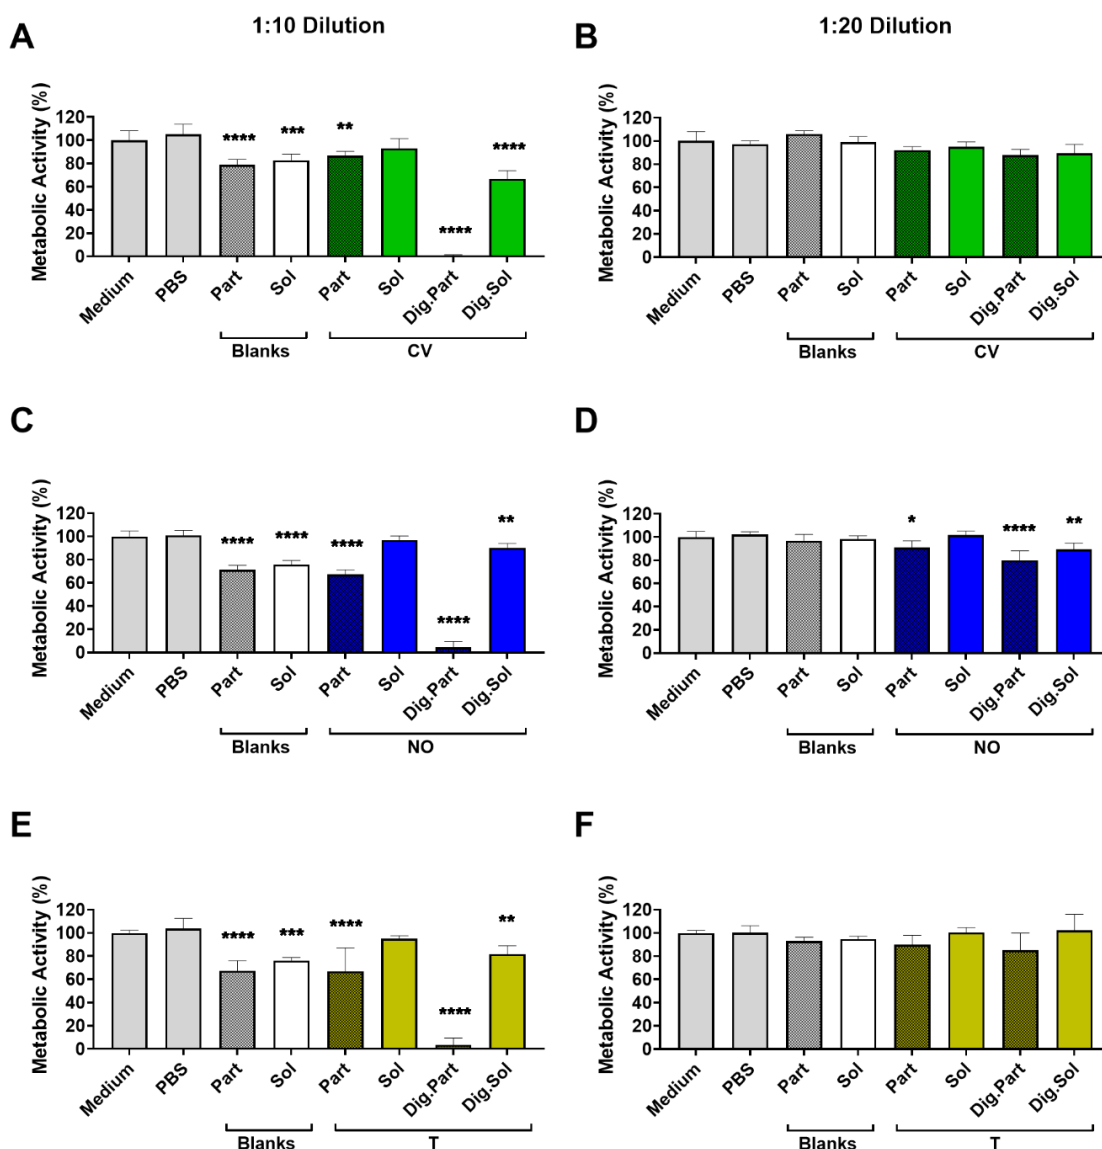 1:10 Dilution
1:20 Dilution
A
Metabolic Activity (%)
120
100
80
60
40
20
0
**** *** ** **** ****
Medium PBS Part Sol Part Sol Dig.Part Dig.Sol
Blanks CV
B
Metabolic Activity (%)
120
100
80
60
40
20
0
Medium PBS Part Sol Part Sol Dig.Part Dig.Sol
Blanks CV
C
Metabolic Activity (%)
120
100
80
60
40
20
0
**** **** **** **** **
Medium PBS Part Sol Part Sol Dig.Part Dig.Sol
Blanks NO
D
Metabolic Activity (%)
120
100
80
60
40
20
0
* **** **
Medium PBS Part Sol Part Sol Dig.Part Dig.Sol
Blanks NO
E
Metabolic Activity (%)
120
100
80
60
40
20
0
**** *** **** **** **
Medium PBS Part Sol Part Sol Dig.Part Dig.Sol
Blanks T
F
Metabolic Activity (%)
120
100
80
60
40
20
0
Medium PBS Part Sol Part Sol Dig.Part Dig.Sol
Blanks T